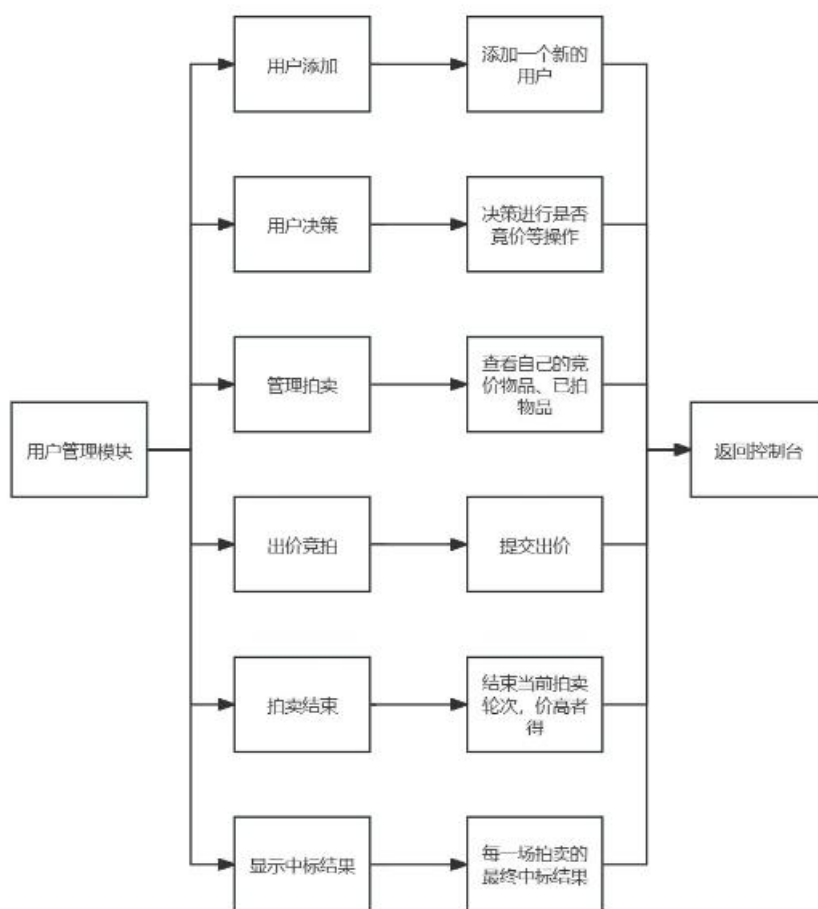 用户添加
添加一个新的
用户
用户决策
决策进行是否
竟价等操作
管理拍卖
查看自己的竞
价物品、已拍
物品
用户管理模块
返回控制台
出价竞拍
提交出价
拍卖结束
结束当前拍卖
轮次，价高者
得
显示中标结果
每一场拍卖的
最终中标结果